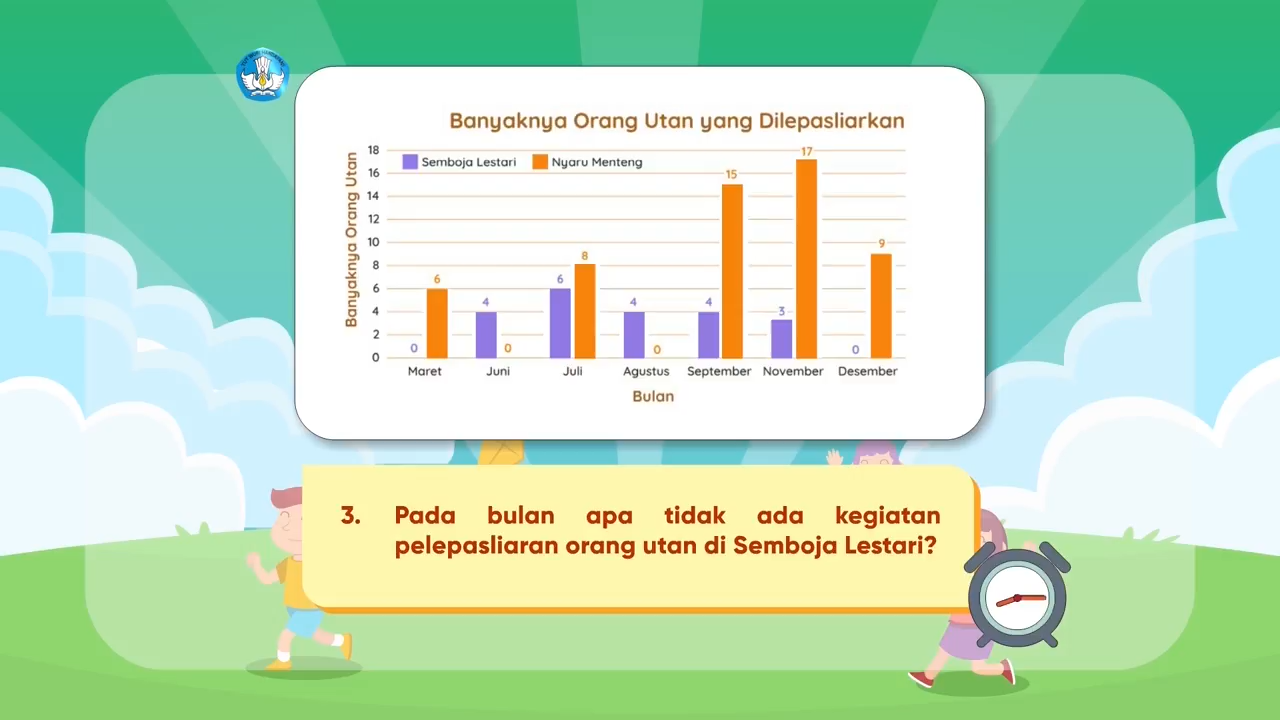 Banyaknya Orang Utan yang Dilepasliarkan
Banyaknya Orang Utan
18
16
14
12
10
8
6
4
2
0
Semboja Lestari
Nyaru Menteng
0
6
4
0
6
8
4
0
4
15
3
17
0
9
Maret
Juni
Juli
Agustus
September
November
Desember
Bulan
3. Pada bulan apa tidak ada kegiatan
pelepasliaran orang utan di Semboja Lestari?